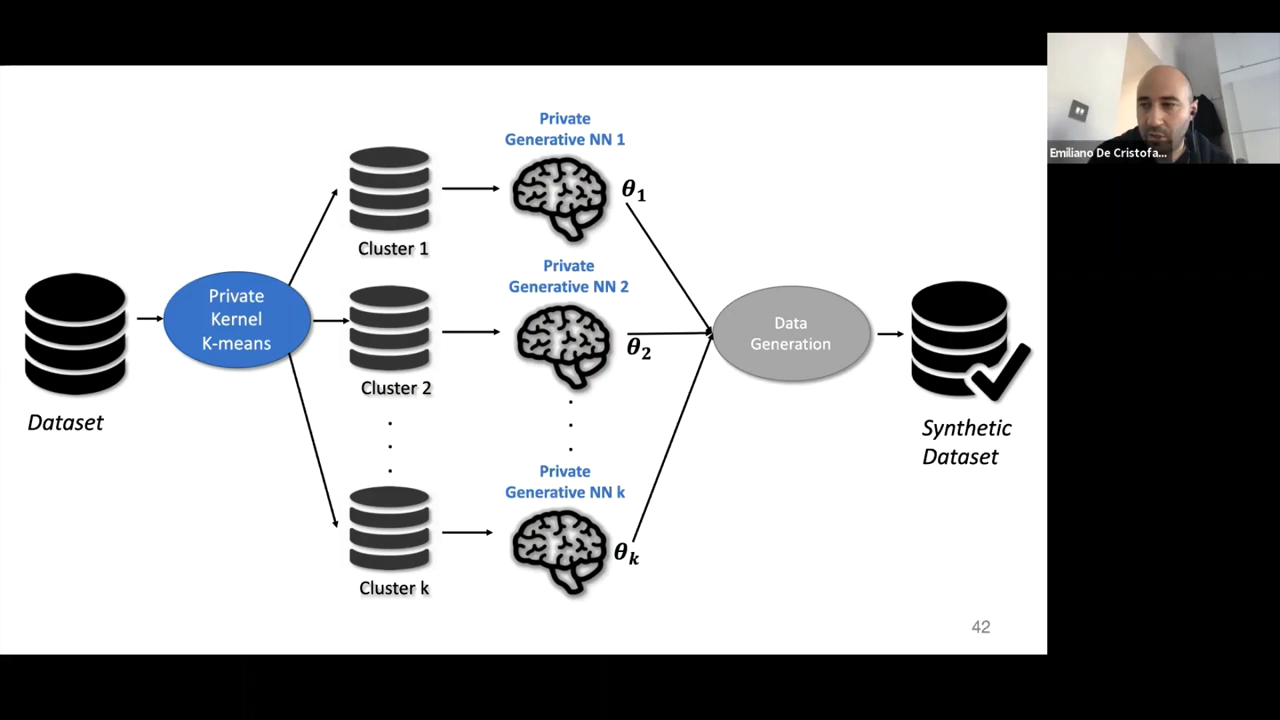 Private
Generative NN 1
θ1
Cluster 1
Private
Generative NN 2
Private
Kernel
K-means
θ2
Data
Generation
Cluster 2
Dataset
Synthetic
Dataset
Private
Generative NN k
θk
Cluster k
42
Emiliano De Cristofa...